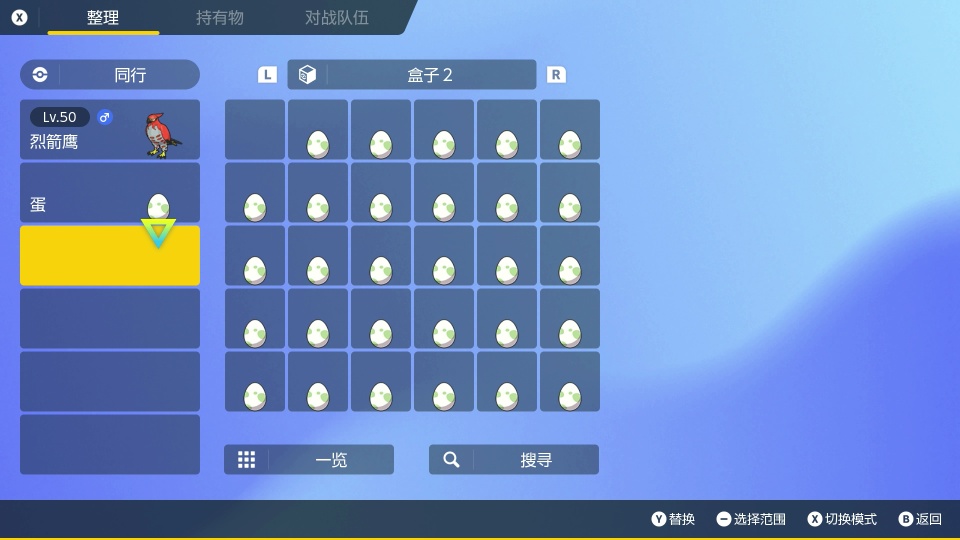 X 整理 持有物 对战队伍
同行
L 盒子 2 R
Lv.50 ♂
烈箭鹰
蛋
一览 搜寻
Y 替换 − 选择范围 X 切换模式 B 返回